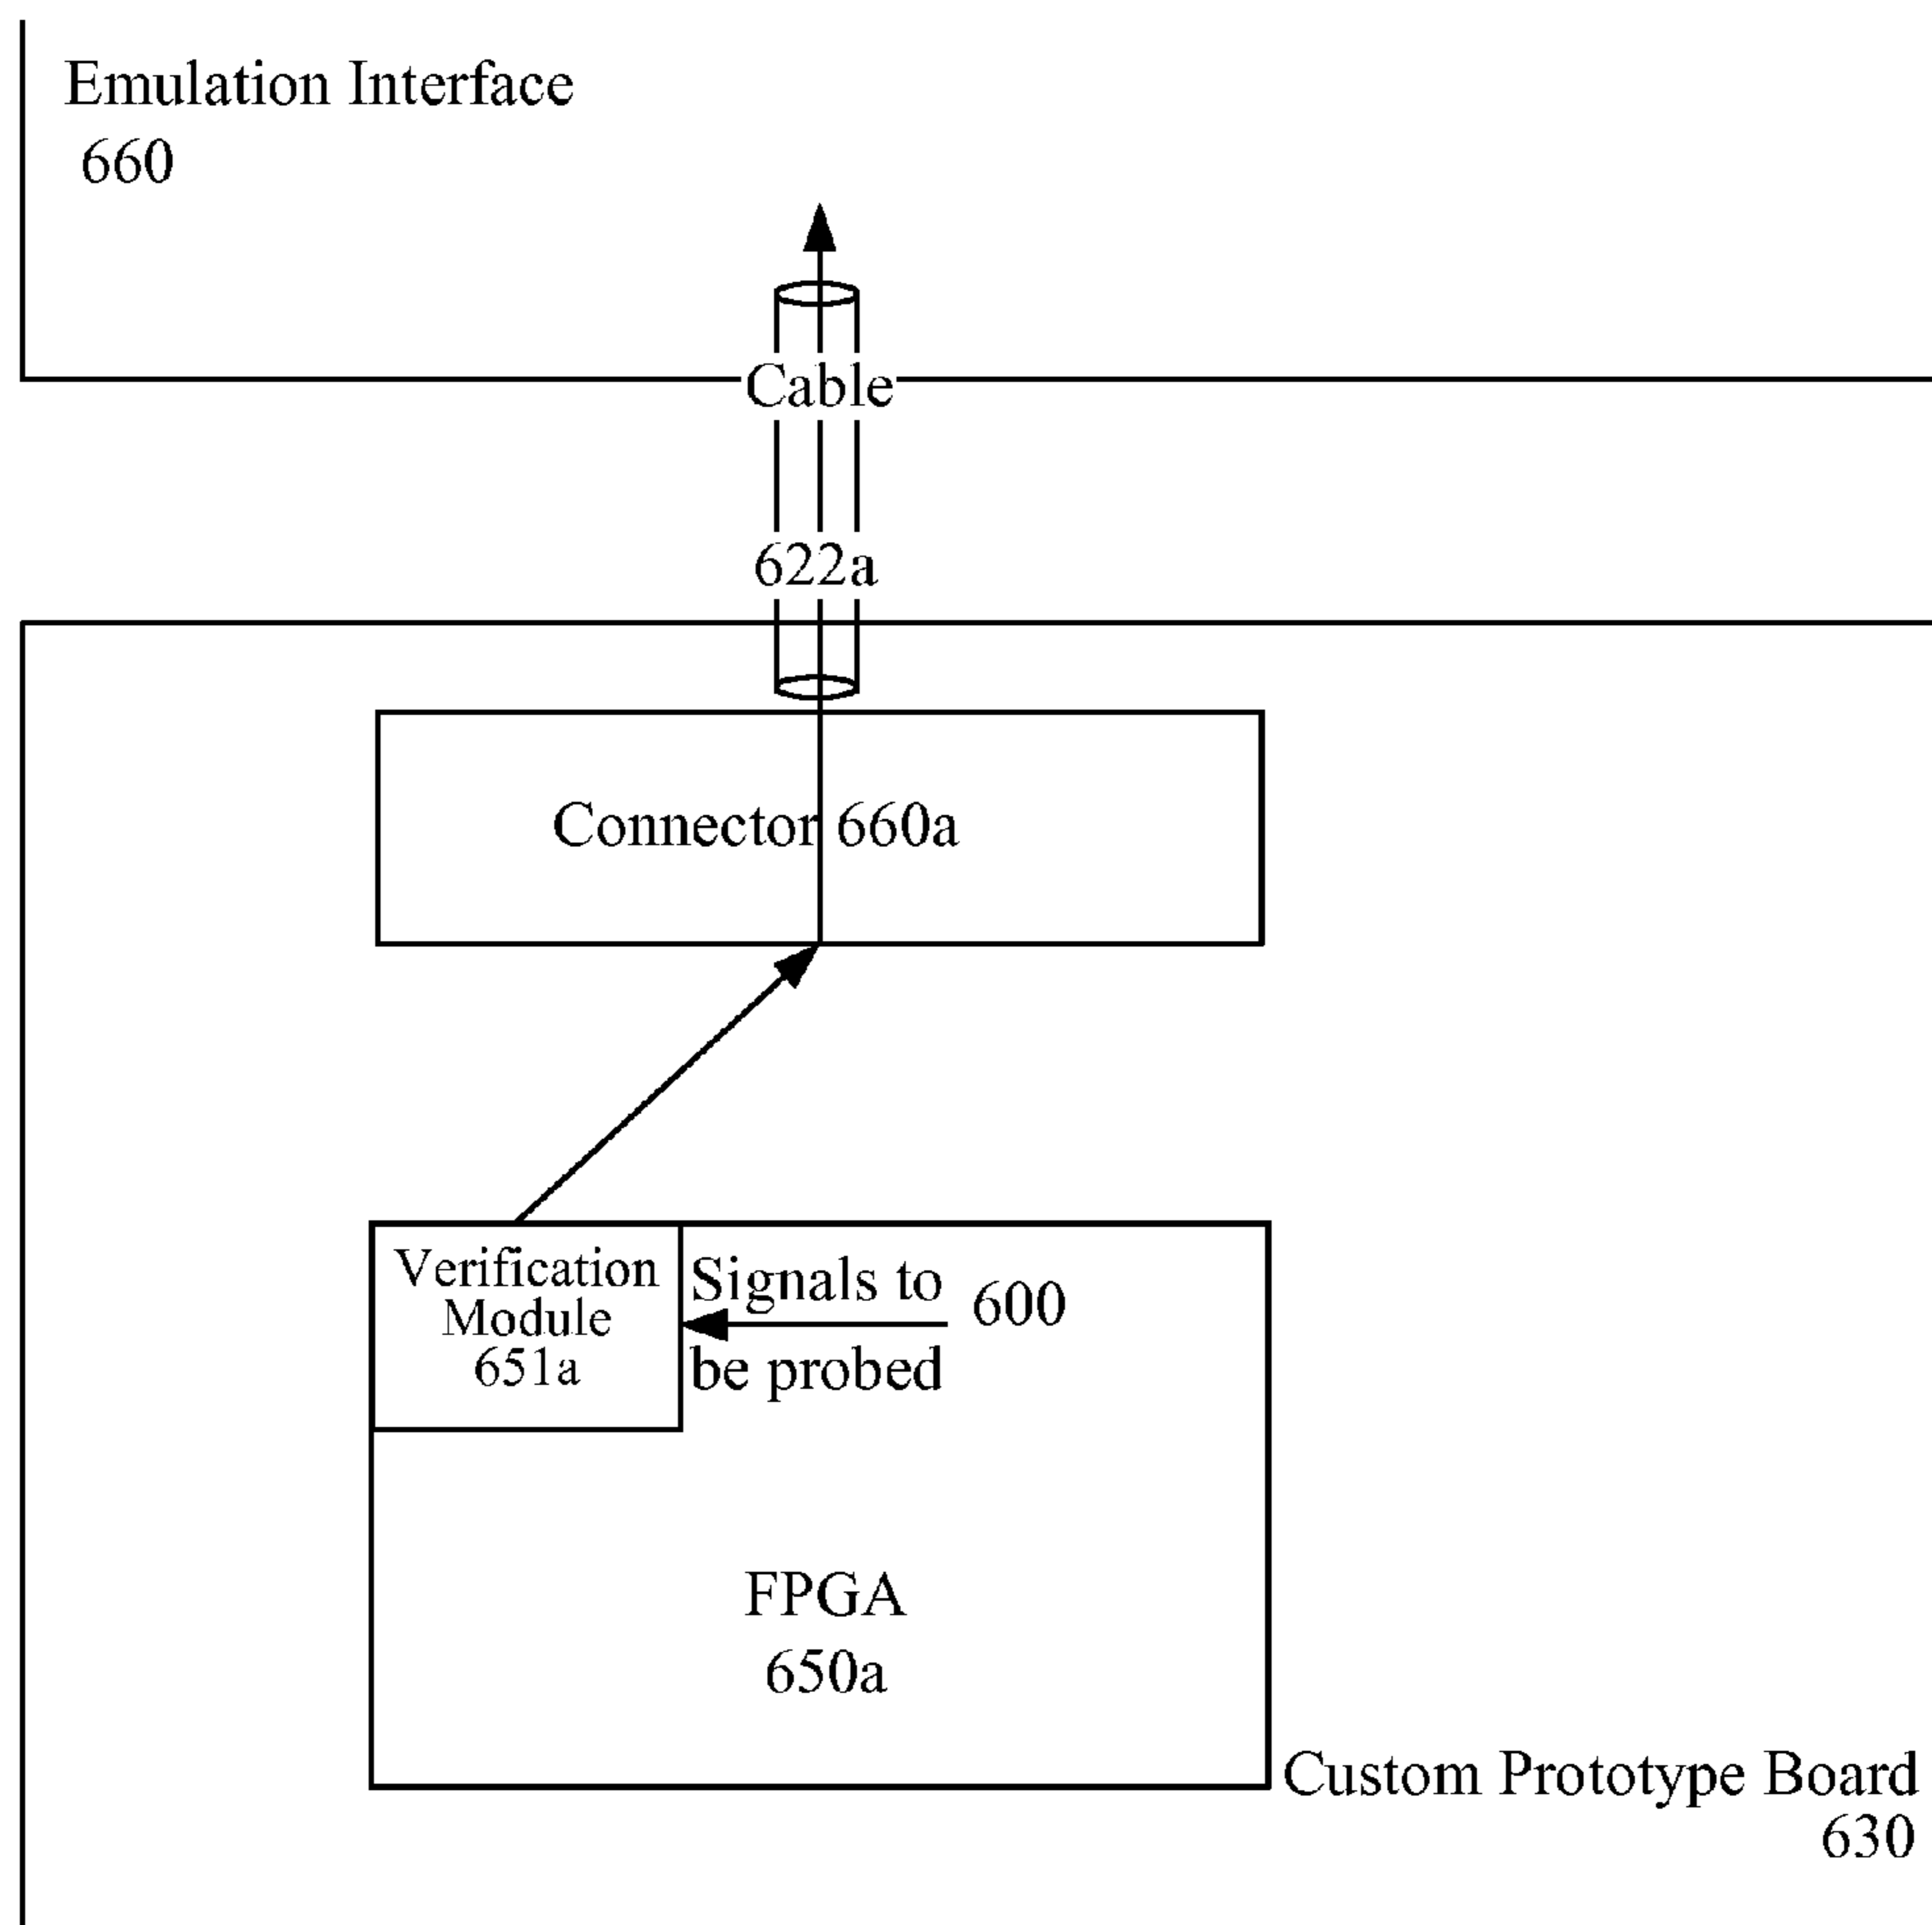 Emulation Interface
660
Cable
622a
Connector 660a
Verification
Module
651a
Signals to
600
be probed
FPGA
650a
Custom Prototype Board
630